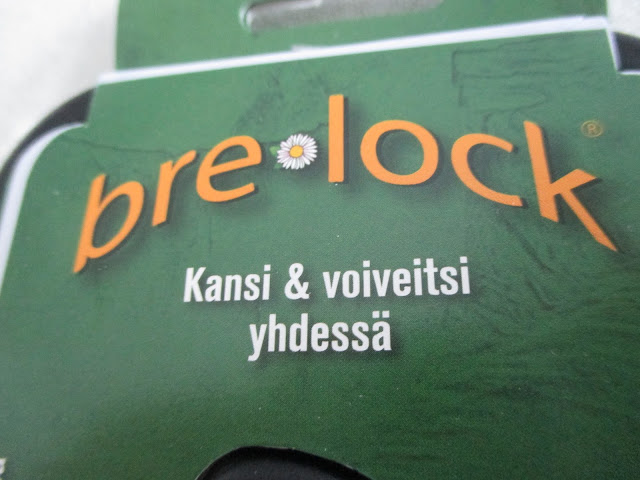 bre lock ®
Kansi & voiveitsi
yhdessä